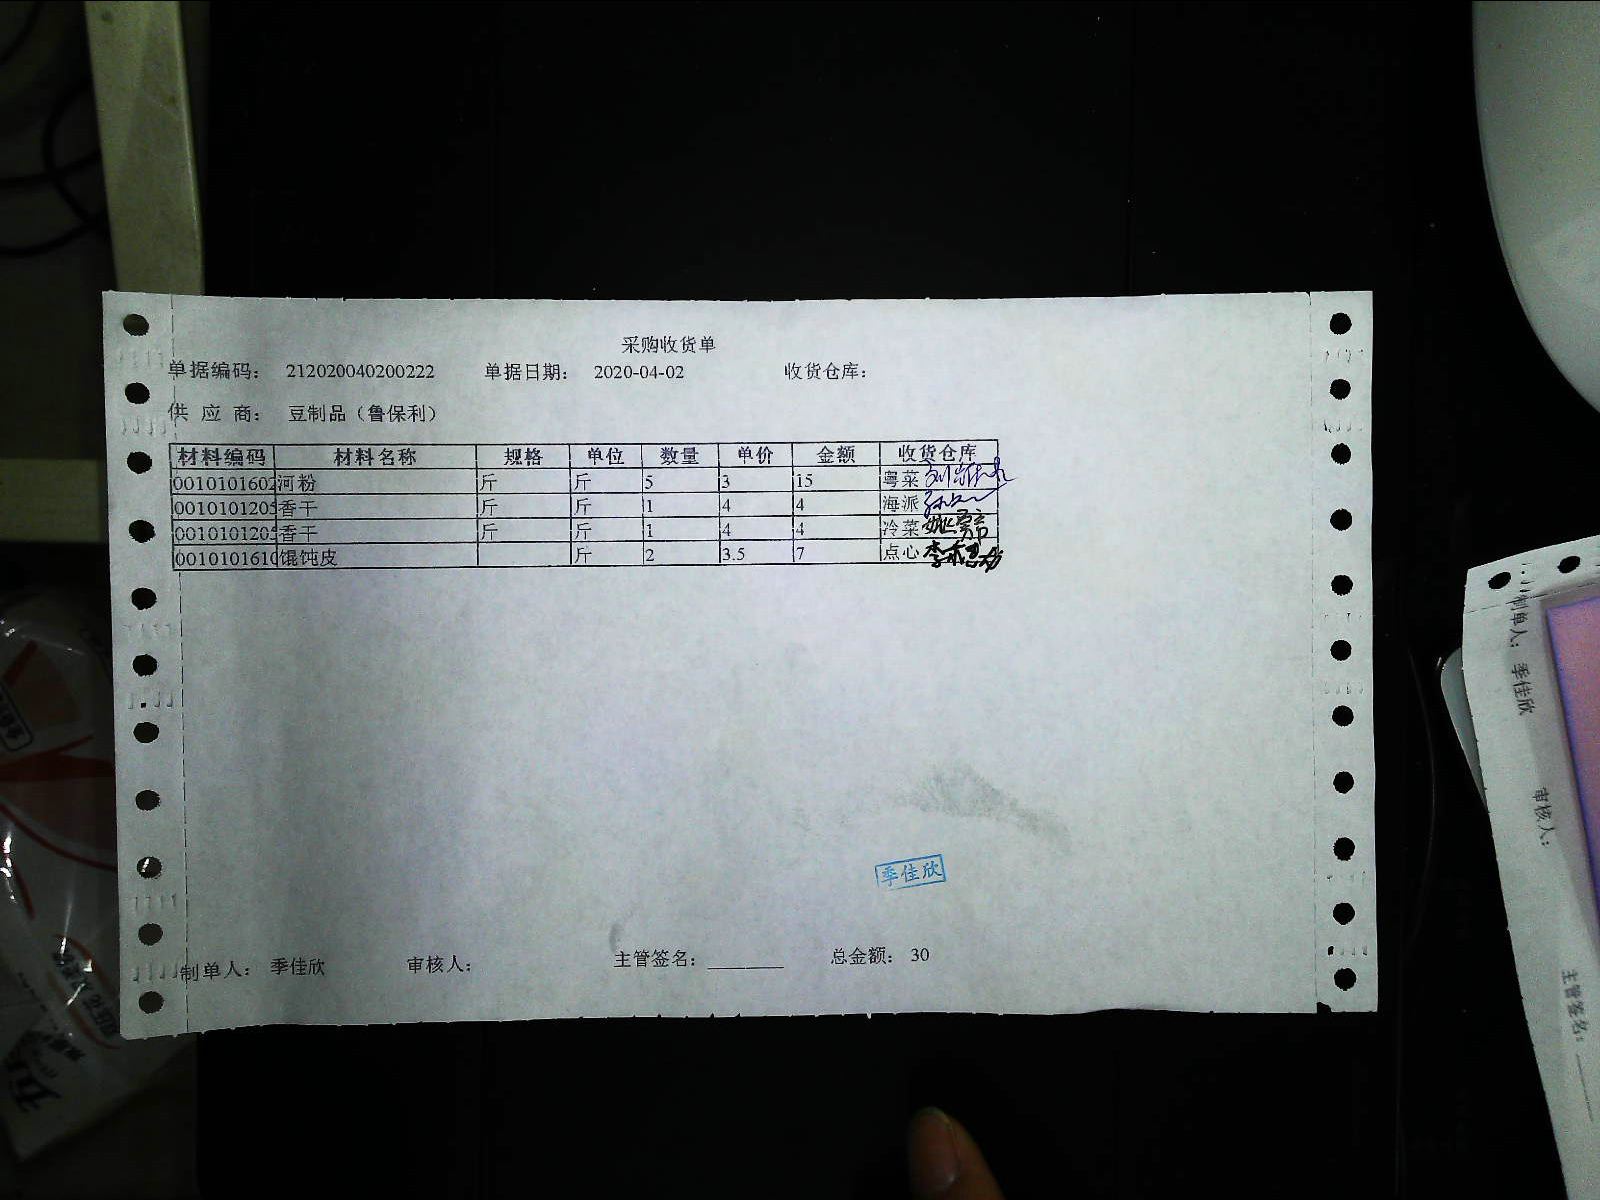 采购收货单
单据编码： 212020040200222 单据日期： 2020-04-02 收货仓库：
供 应 商： 豆制品（鲁保利）
材料编码 材料名称 规格 单位 数量 单价 金额 收货仓库
0010101602 河粉 斤 斤 5 3 15 粤菜
001010120 香干 斤 斤 1 4 4 海派
001010120 香干 斤 斤 1 4 4 冷菜
001010161 馄饨皮 斤 2 3.5 7 点心
季佳欣
制单人： 季佳欣 审核人： 主管签名：________ 总金额： 30
制单人： 季佳欣
审核人：
主管签名：